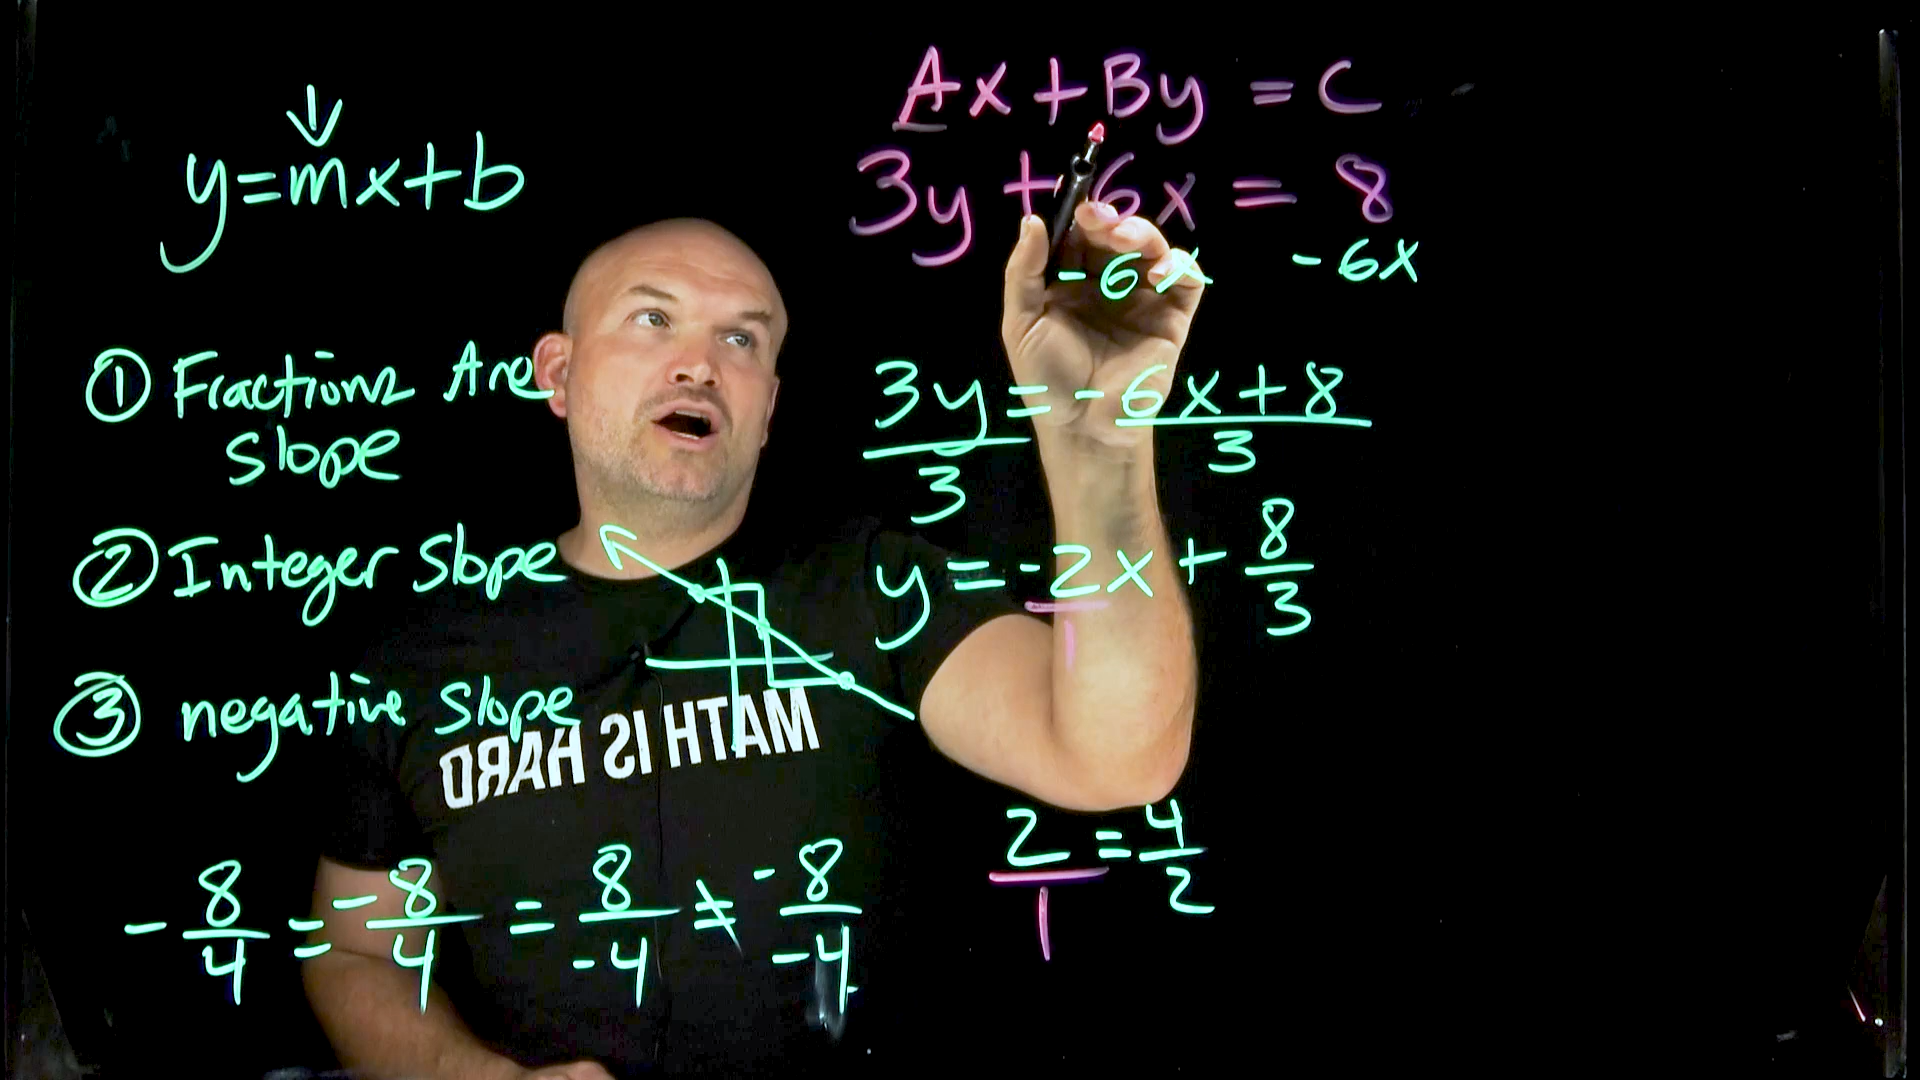 y=mx+b
① Fractions Are
Slope
② Integer Slope
③ negative Slope
MATH IS HARD
- 8/4 = -8/4 = 8/-4 ≠ -8/-4
Ax + By = C
3y + 6x = 8
-6x -6x
3y = -6x + 8
3 3
y = -2x + 8/3
1
2/1 = 4/2